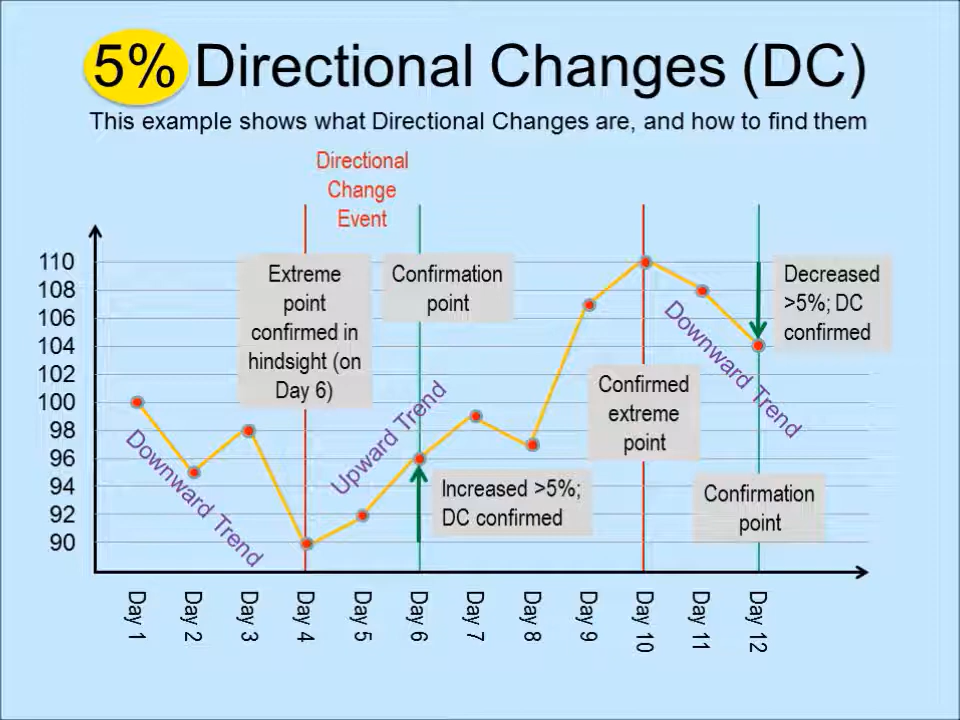 5% Directional Changes (DC)
This example shows what Directional Changes are, and how to find them
Directional
Change
Event
110
108
106
104
102
100
98
96
94
92
90
Extreme
point
confirmed in
hindsight (on
Day 6)
Confirmation
point
Decreased
>5%; DC
confirmed
Confirmed
extreme
point
Increased >5%;
DC confirmed
Confirmation
point
Downward Trend
Upward Trend
Downward Trend
Day 1
Day 2
Day 3
Day 4
Day 5
Day 6
Day 7
Day 8
Day 9
Day 10
Day 11
Day 12